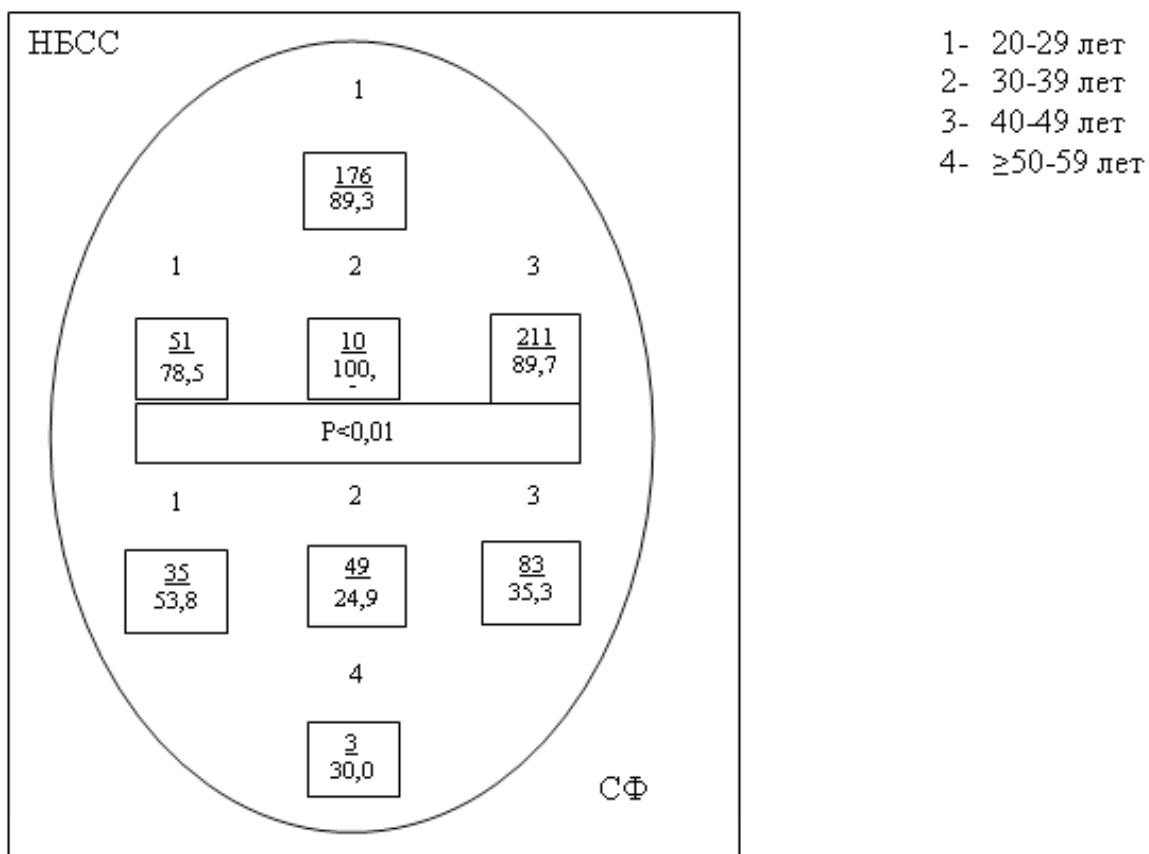 НБСС
1- 20-29 лет
2- 30-39 лет
3- 40-49 лет
4- ≥50-59 лет
1
176
89,3
1 2 3
51 10 211
78,5 100,- 89,7
P<0,01
1 2 3
35 49 83
53,8 24,9 35,3
4
3
30,0
СФ